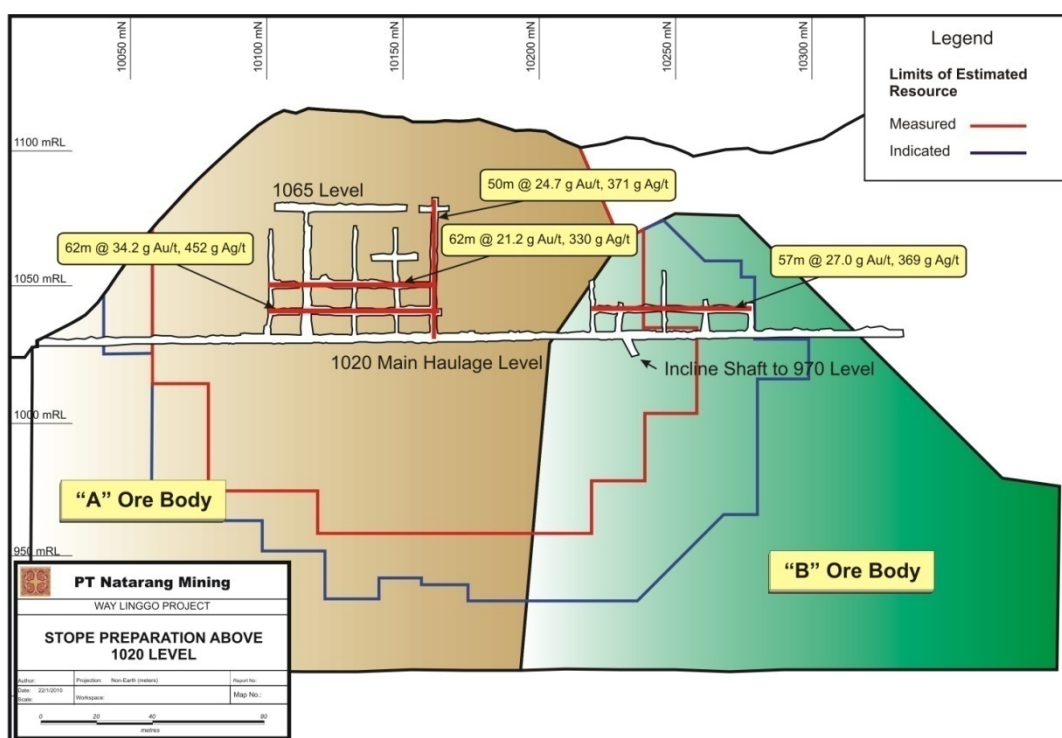 10050 mN
10100 mN
10150 mN
10200 mN
10250 mN
10300 mN
Legend
Limits of Estimated
Resource
Measured
Indicated
1100 mRL
1050 mRL
1000 mRL
950 mRL
1065 Level
50m @ 24.7 g Au/t, 371 g Ag/t
62m @ 34.2 g Au/t, 452 g Ag/t
62m @ 21.2 g Au/t, 330 g Ag/t
57m @ 27.0 g Au/t, 369 g Ag/t
1020 Main Haulage Level
Incline Shaft to 970 Level
“A” Ore Body
“B” Ore Body
PT Natarang Mining
WAY LINGGO PROJECT
STOPE PREPARATION ABOVE
1020 LEVEL
Author:
Projection: Non-Earth (meters)
Report No:
Date: 22/1/2010
Scale:
Workspace:
Map No.:
0 20 40 80
metres